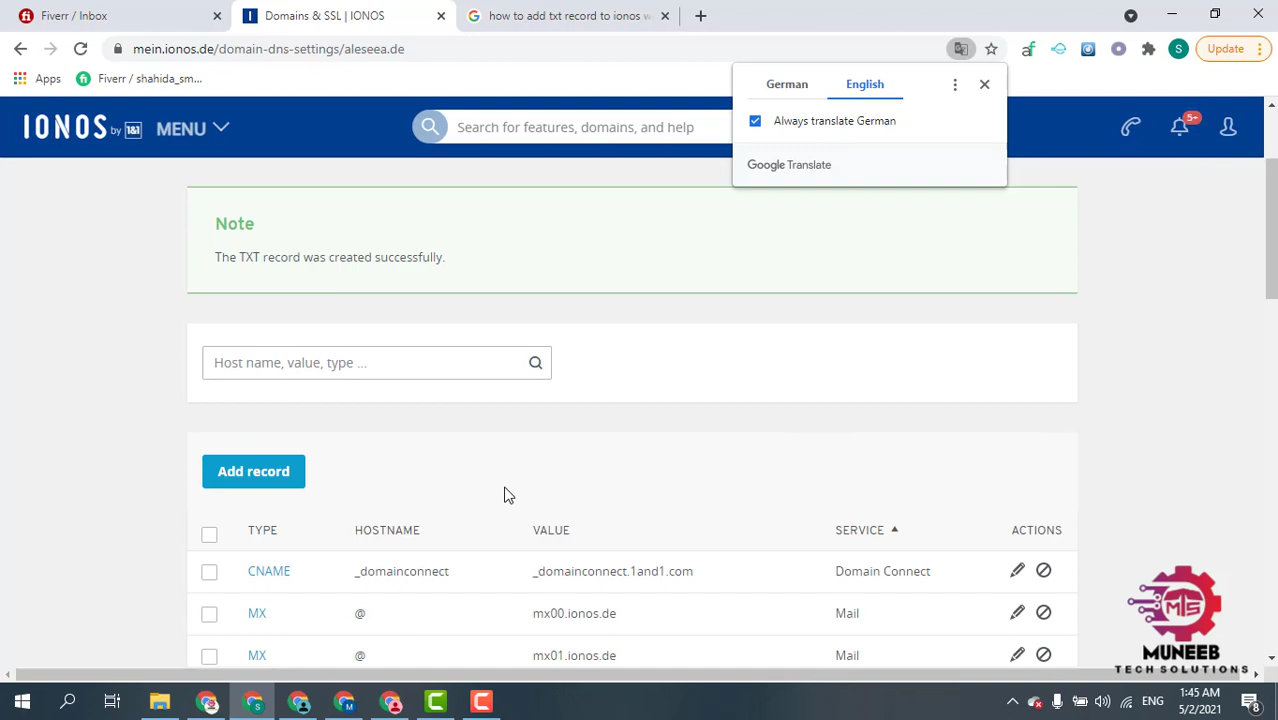 Fiverr / Inbox
Domains & SSL | IONOS
how to add txt record to ionos w
mein.ionos.de/domain-dns-settings/aleseea.de
S
Update
Apps
Fiverr / shahida_sm...
German
English
Always translate German
Google Translate
IONOS by 1&1
MENU
Search for features, domains, and help
5+
Note
The TXT record was created successfully.
Host name, value, type ...
Add record
TYPE HOSTNAME VALUE SERVICE ACTIONS
CNAME _domainconnect _domainconnect.1and1.com Domain Connect
MX @ mx00.ionos.de Mail
MX @ mx01.ionos.de Mail
MTS
MUNEEB
TECH SOLUTIONS
ENG
1:45 AM
5/2/2021
8